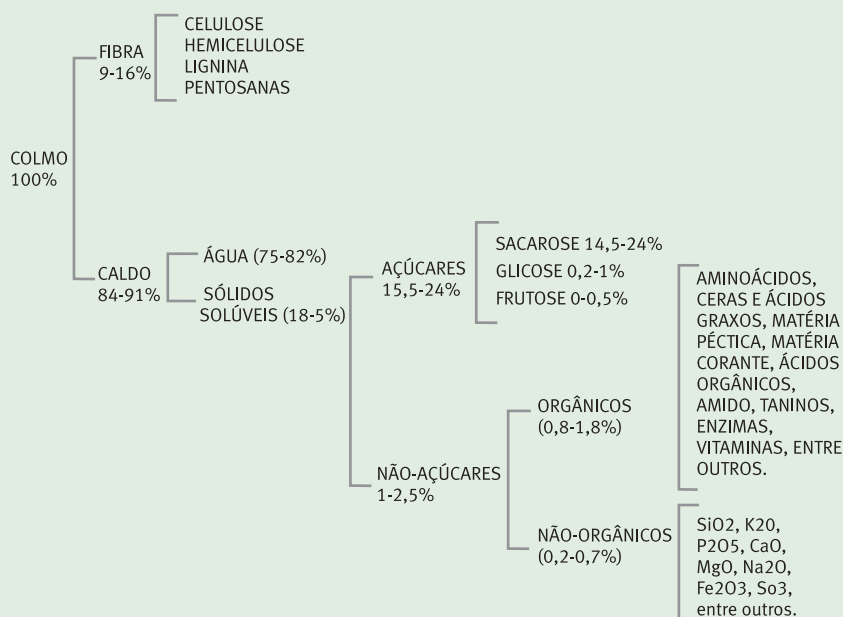 COLMO
100%
FIBRA
9-16%
CELULOSE
HEMICELULOSE
LIGNINA
PENTOSANAS
CALDO
84-91%
ÁGUA (75-82%)
SÓLIDOS
SOLÚVEIS (18-5%)
AÇÚCARES
15,5-24%
SACAROSE 14,5-24%
GLICOSE 0,2-1%
FRUTOSE 0-0,5%
NÃO-AÇÚCARES
1-2,5%
ORGÂNICOS
(0,8-1,8%)
AMINOÁCIDOS,
CERAS E ÁCIDOS
GRAXOS, MATÉRIA
PÉCTICA, MATÉRIA
CORANTE, ÁCIDOS
ORGÂNICOS,
AMIDO, TANINOS,
ENZIMAS,
VITAMINAS, ENTRE
OUTROS.
NÃO-ORGÂNICOS
(0,2-0,7%)
SiO2, K20,
P2O5, CaO,
MgO, Na2O,
Fe2O3, So3,
entre outros.